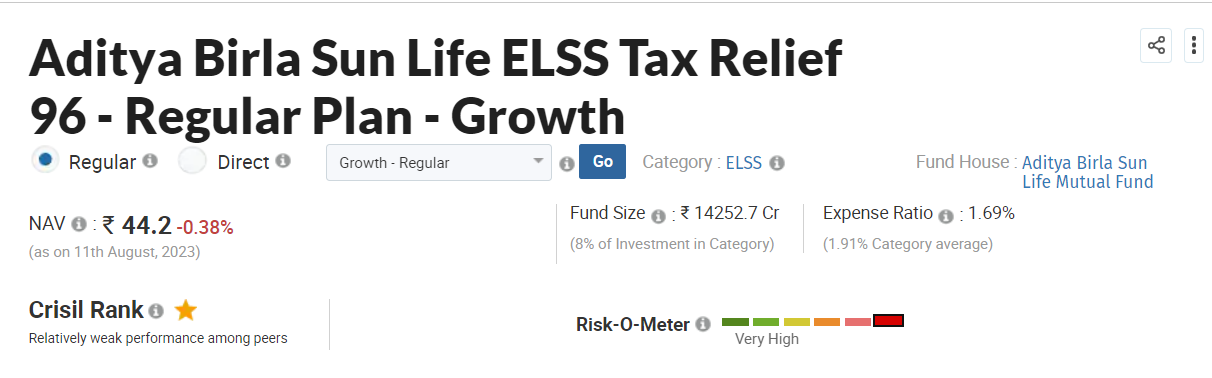 Aditya Birla Sun Life ELSS Tax Relief
96 - Regular Plan - Growth
Regular Direct Growth - Regular Go Category : ELSS Fund House : Aditya Birla Sun
Life Mutual Fund
NAV : ₹ 44.2 -0.38%
(as on 11th August, 2023)
Fund Size : ₹ 14252.7 Cr
(8% of Investment in Category)
Expense Ratio : 1.69%
(1.91% Category average)
Crisil Rank
Relatively weak performance among peers
Risk-O-Meter
Very High